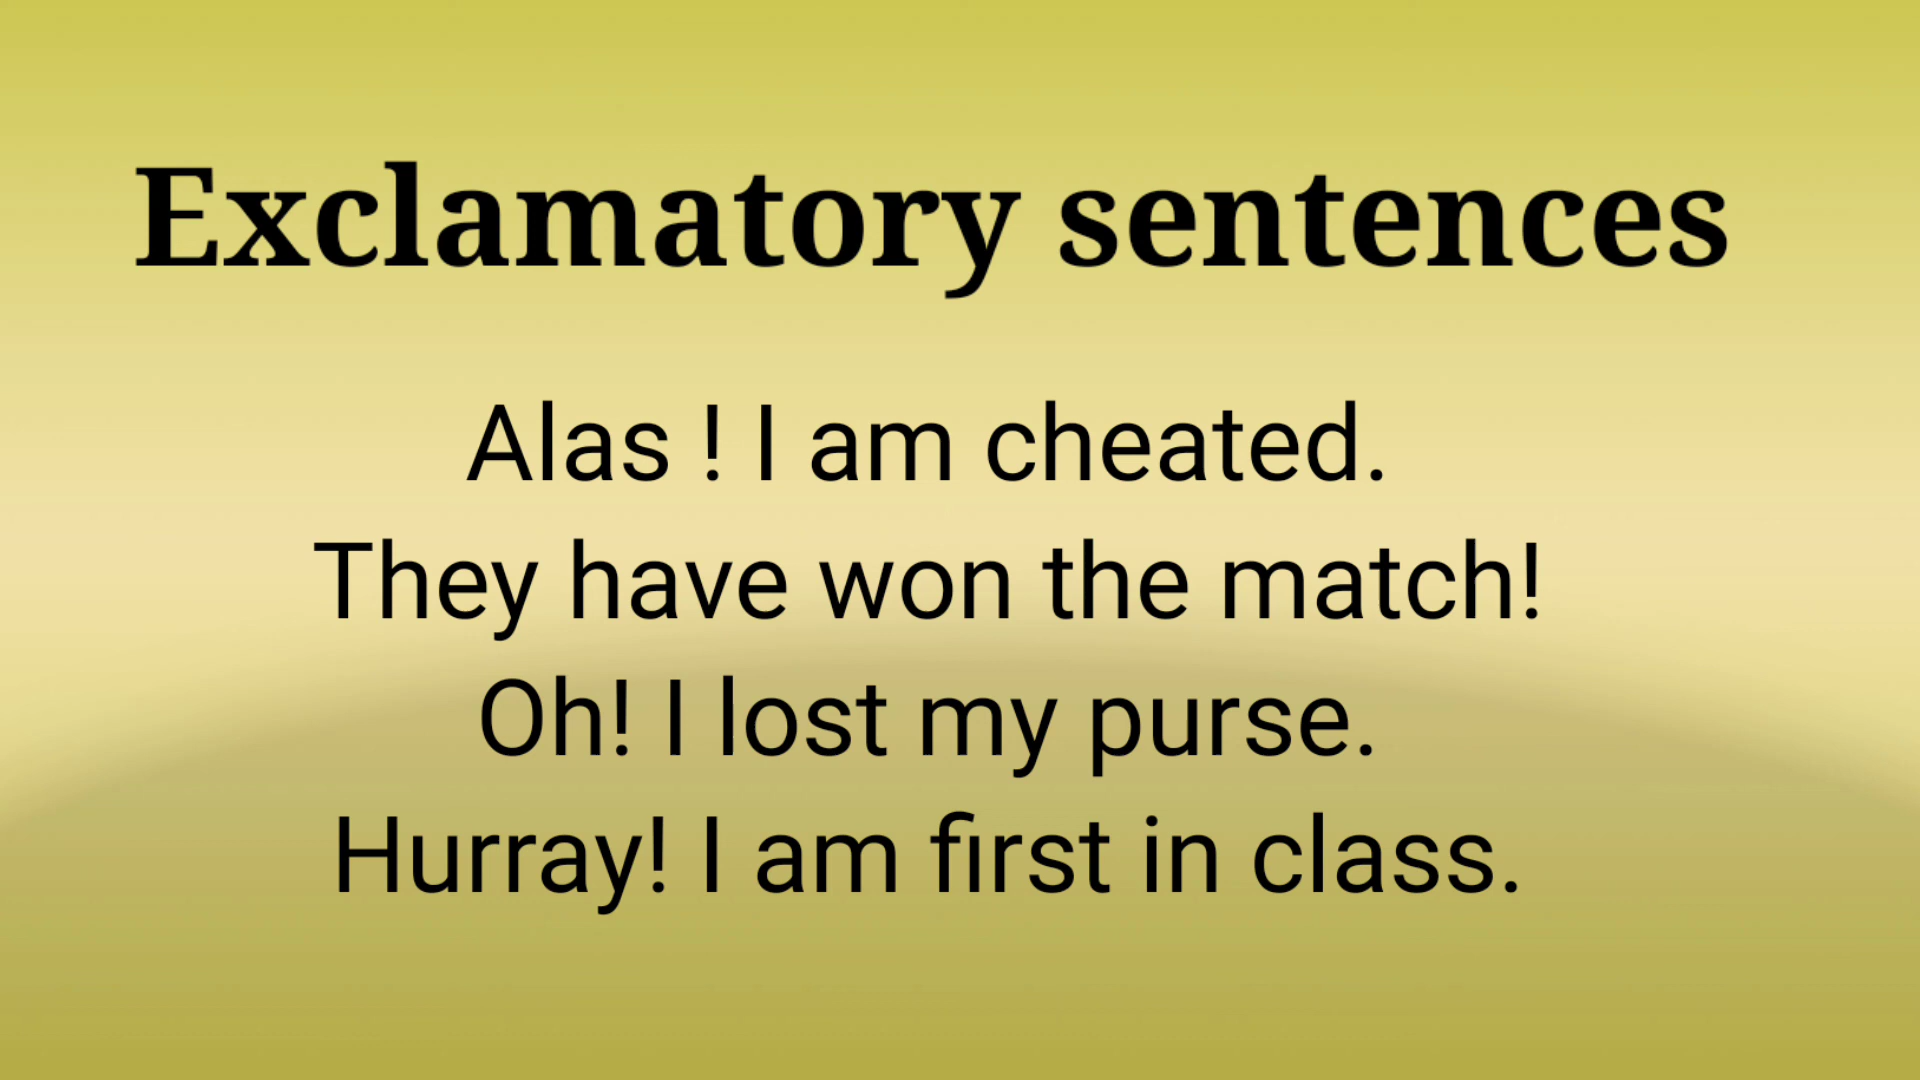 Exclamatory sentences
Alas ! I am cheated.
They have won the match!
Oh! I lost my purse.
Hurray! I am first in class.